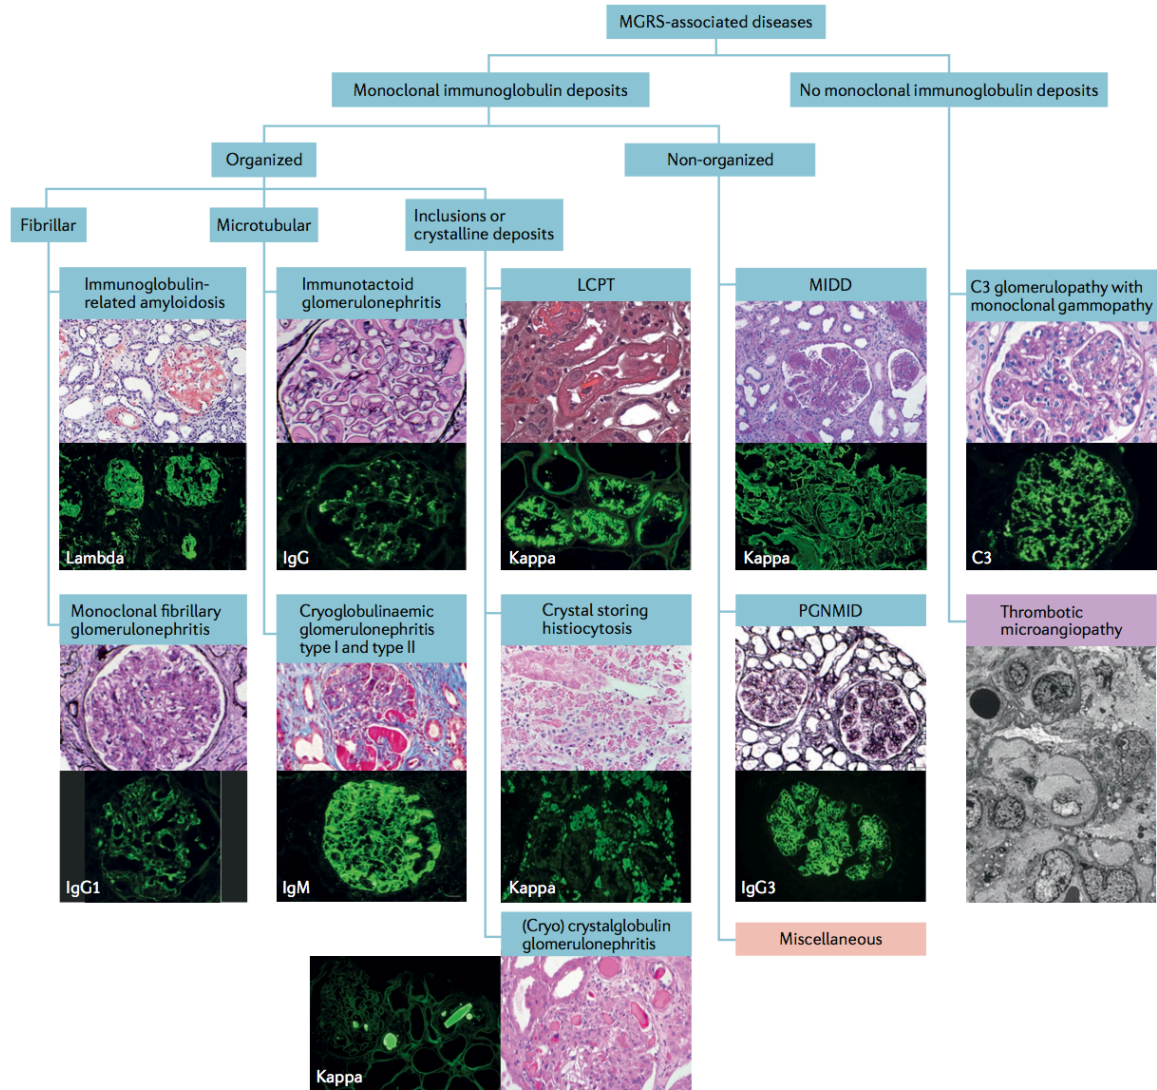 MGRS-associated diseases
Monoclonal immunoglobulin deposits
No monoclonal immunoglobulin deposits
Organized
Non-organized
Fibrillar
Microtubular
Inclusions or
crystalline deposits
Immunoglobulin-
related amyloidosis
Immunotactoid
glomerulonephritis
LCPT
MIDD
C3 glomerulopathy with
monoclonal gammopathy
Lambda
IgG
Kappa
Kappa
C3
Monoclonal fibrillary
glomerulonephritis
Cryoglobulinaemic
glomerulonephritis
type I and type II
Crystal storing
histiocytosis
PGNMID
Thrombotic
microangiopathy
IgG1
IgM
Kappa
IgG3
(Cryo) crystalglobulin
glomerulonephritis
Miscellaneous
Kappa